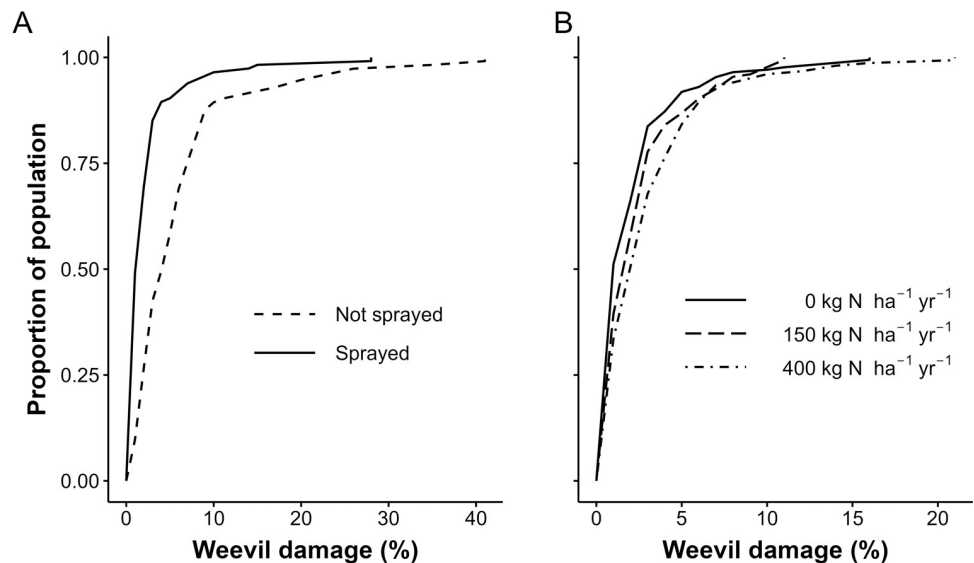 A
B
Proportion of population
1.00
0.75
0.50
0.25
0.00
Not sprayed
Sprayed
0 10 20 30 40
Weevil damage (%)
0 kg N ha⁻¹ yr⁻¹
150 kg N ha⁻¹ yr⁻¹
400 kg N ha⁻¹ yr⁻¹
0 5 10 15 20
Weevil damage (%)